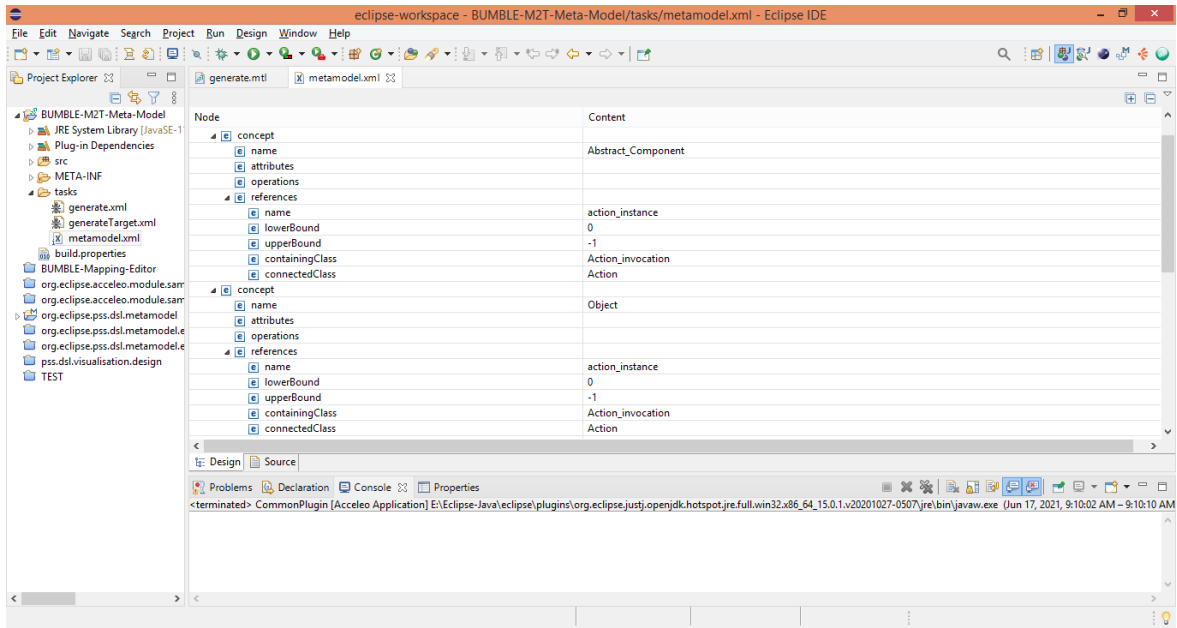 eclipse-workspace - BUMBLE-M2T-Meta-Model/tasks/metamodel.xml - Eclipse IDE
File Edit Navigate Search Project Run Design Window Help
Project Explorer
BUMBLE-M2T-Meta-Model
JRE System Library [JavaSE-1
Plug-in Dependencies
src
META-INF
tasks
generate.xml
generateTarget.xml
metamodel.xml
build.properties
BUMBLE-Mapping-Editor
org.eclipse.acceleo.module.sam
org.eclipse.acceleo.module.sam
org.eclipse.pss.dsl.metamodel
org.eclipse.pss.dsl.metamodel.e
org.eclipse.pss.dsl.metamodel.e
pss.dsl.visualisation.design
TEST
generate.mtl metamodel.xml
Node Content
concept
name Abstract_Component
attributes
operations
references
name action_instance
lowerBound 0
upperBound -1
containingClass Action_invocation
connectedClass Action
concept
name Object
attributes
operations
references
name action_instance
lowerBound 0
upperBound -1
containingClass Action_invocation
connectedClass Action
Design Source
Problems Declaration Console Properties
<terminated> CommonPlugin [Acceleo Application] E:\Eclipse-Java\eclipse\plugins\org.eclipse.justj.openjdk.hotspot.jre.full.win32.x86_64_15.0.1.v20201027-0507\jre\bin\javaw.exe (Jun 17, 2021, 9:10:02 AM – 9:10:10 AM